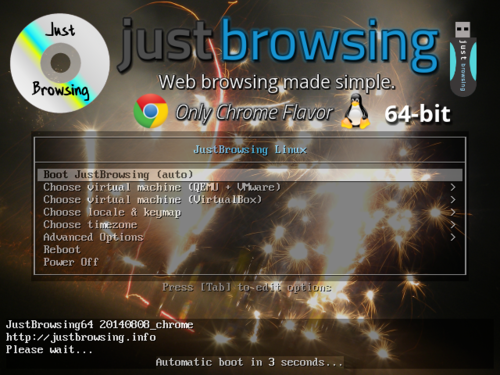 Just
Browsing
justbrowsing
just browsing
Web browsing made simple.
Only Chrome Flavor
64-bit
JustBrowsing Linux
Boot JustBrowsing (auto)
Choose virtual machine (QEMU + VMware) >
Choose virtual machine (VirtualBox) >
Choose locale & keymap >
Choose timezone >
Advanced Options >
Reboot
Power Off
Press [Tab] to edit options
JustBrowsing64 20140808_chrome
http://justbrowsing.info
Please wait...
Automatic boot in 3 seconds...